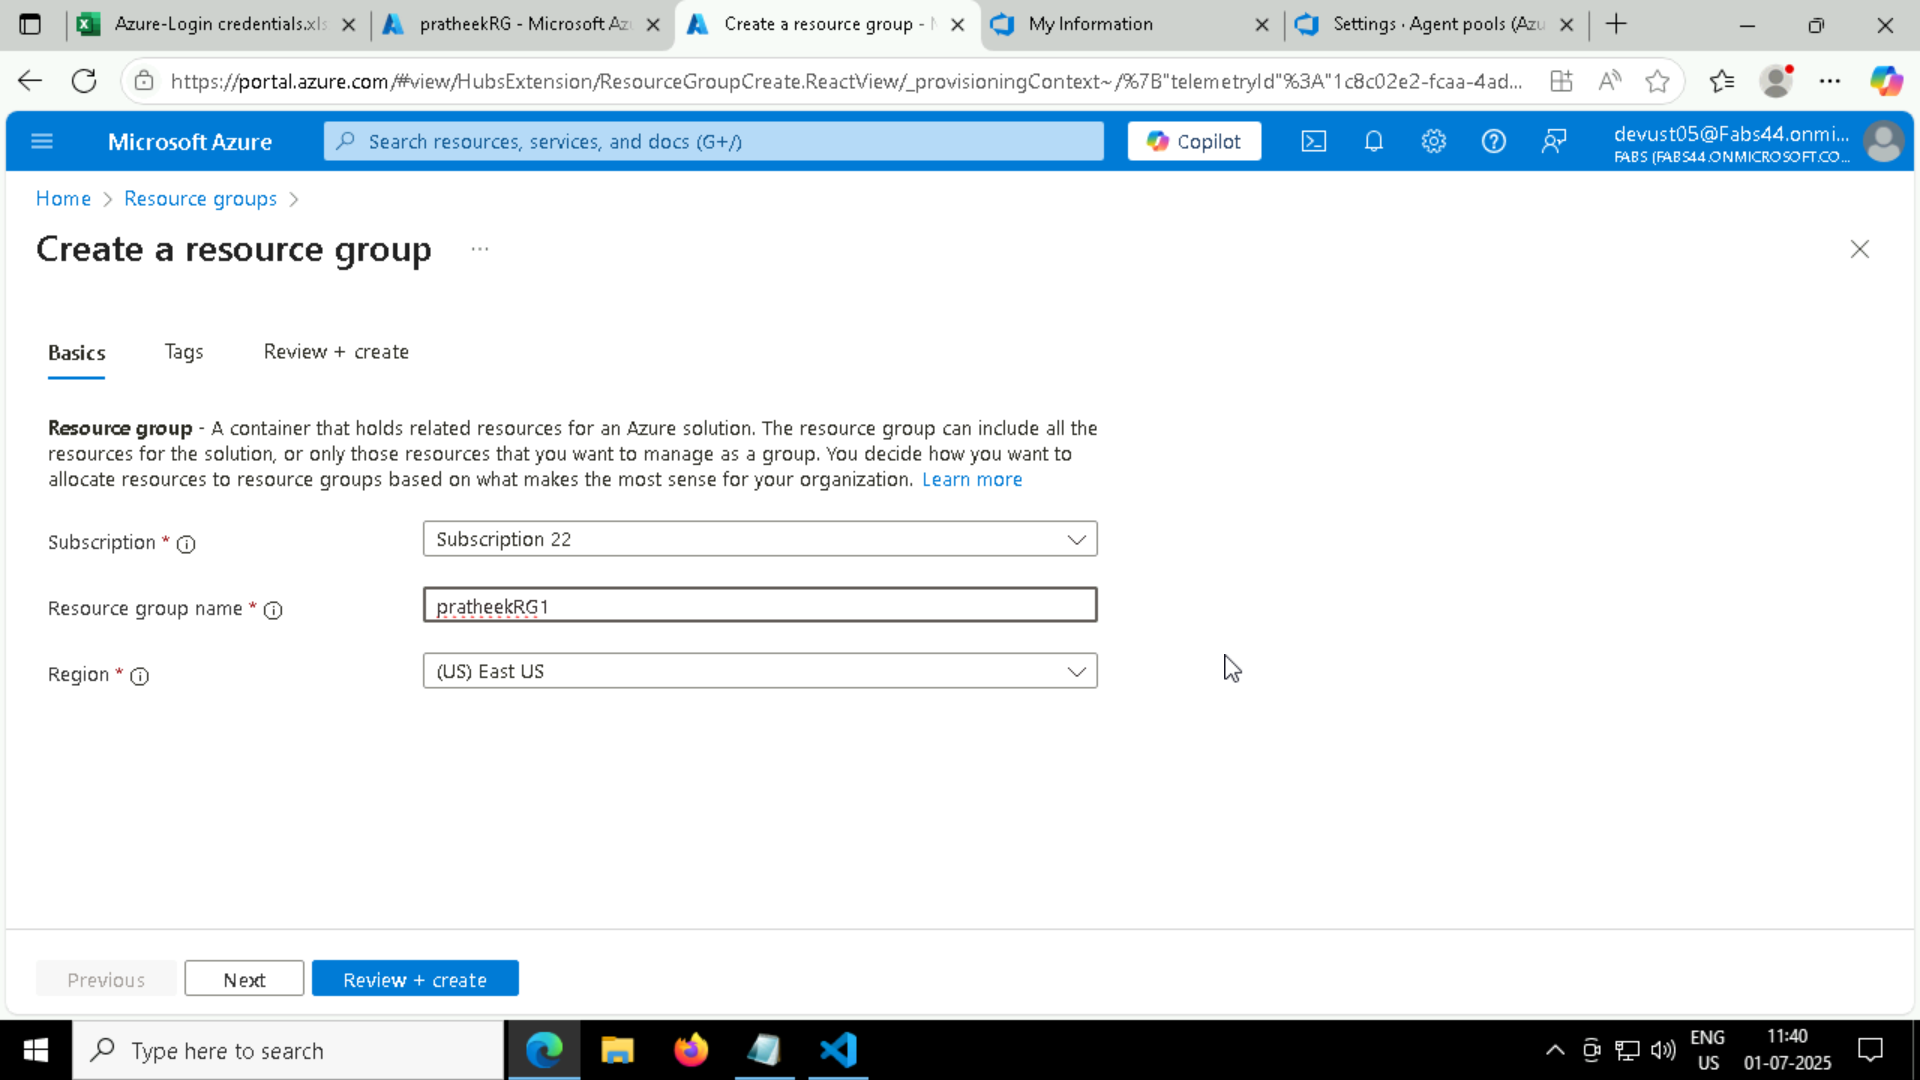 Azure-Login credentials.xls
pratheekRG - Microsoft Az
Create a resource group -
My Information
Settings · Agent pools (Azu
https://portal.azure.com/#view/HubsExtension/ResourceGroupCreate.ReactView/_provisioningContext~/%7B"telemetryId"%3A"1c8c02e2-fcaa-4ad...
Microsoft Azure
Search resources, services, and docs (G+/)
Copilot
devust05@Fabs44.onmi...
FABS (FABS44.ONMICROSOFT.CO...
Home > Resource groups >
Create a resource group ...
Basics
Tags
Review + create
Resource group - A container that holds related resources for an Azure solution. The resource group can include all the
resources for the solution, or only those resources that you want to manage as a group. You decide how you want to
allocate resources to resource groups based on what makes the most sense for your organization. Learn more
Subscription *
Subscription 22
Resource group name *
pratheekRG1
Region *
(US) East US
Previous
Next
Review + create
Type here to search
ENG
US
11:40
01-07-2025